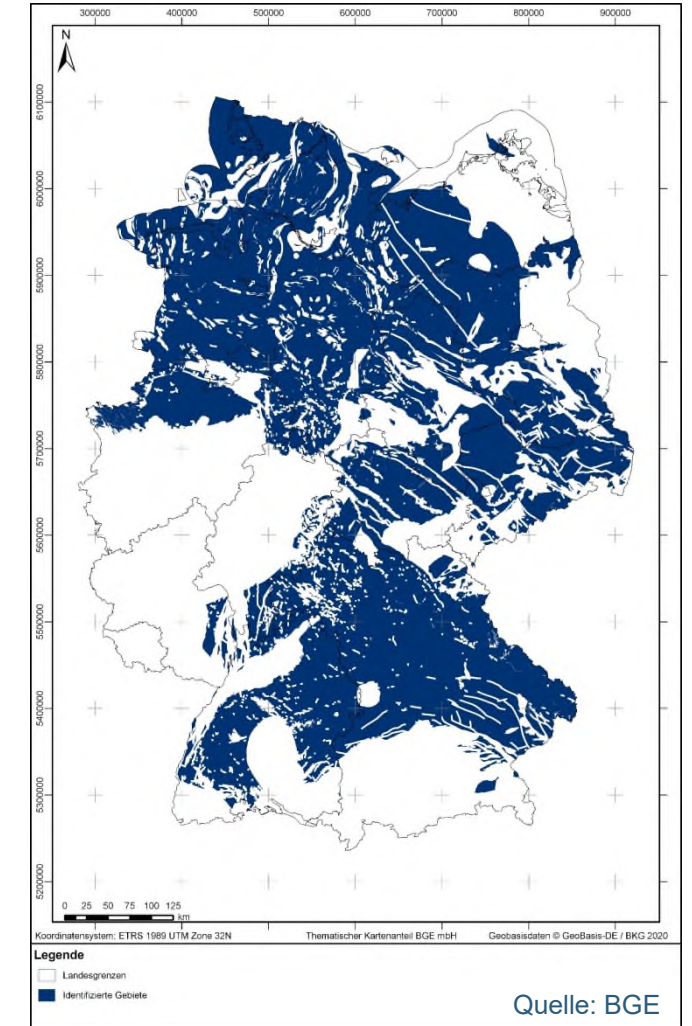 300000 400000 500000 600000 700000 800000 900000
N
6100000
6000000
5900000
5800000
5700000
5600000
5500000
5400000
5300000
5200000
0 25 50 75 100 125
km
Koordinatensystem: ETRS 1989 UTM Zone 32N Thematischer Kartenanteil BGE mbH Geobasisdaten © GeoBasis-DE / BKG 2020
Legende
Landesgrenzen
Identifizierte Gebiete
Quelle: BGE